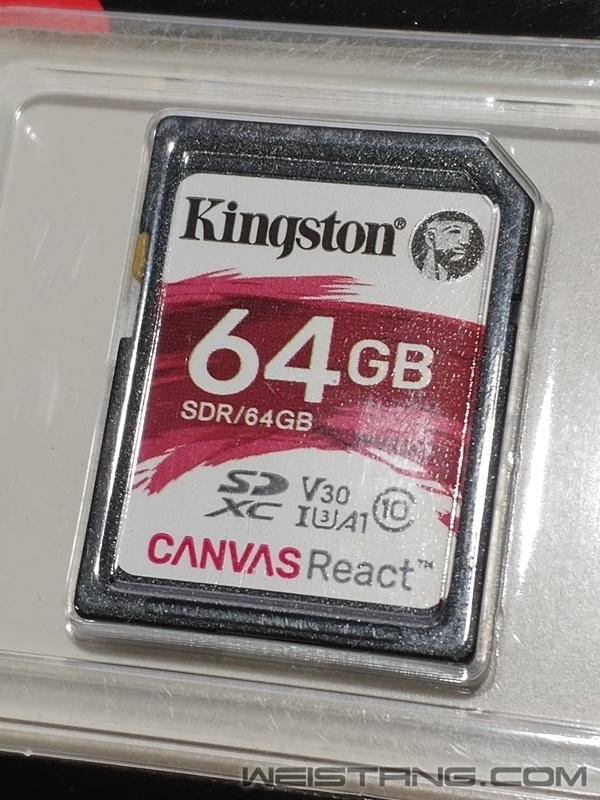 Kingston®
64GB
SDR/64GB
SD XC V30 I U3 A1 10
CANVAS React™
WEISTANG.COM